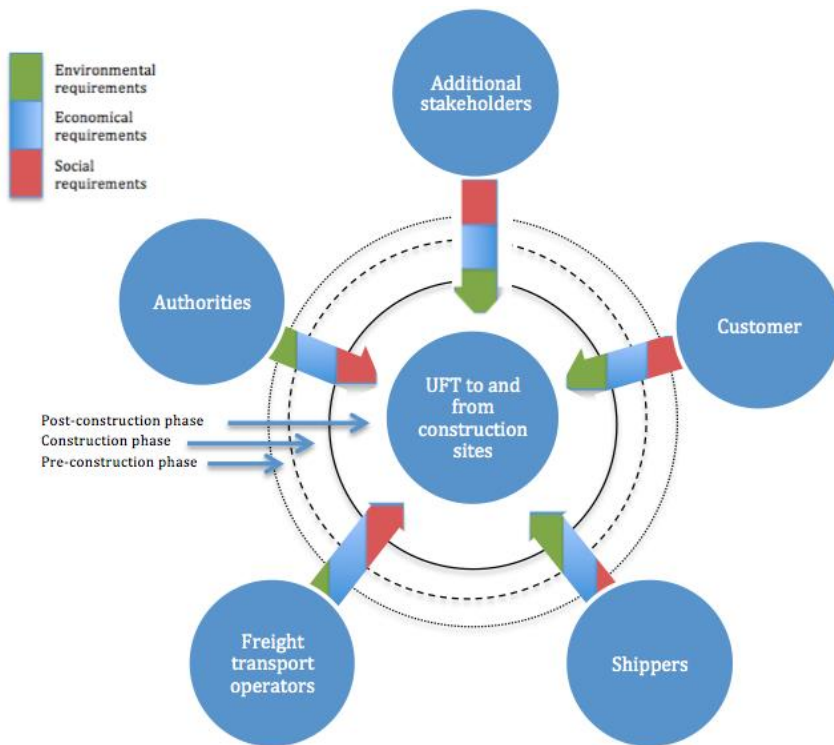 Environmental
requirements
Economical
requirements
Social
requirements
Additional
stakeholders
Authorities
Customer
UFT to and
from
construction
sites
Post-construction phase
Construction phase
Pre-construction phase
Freight
transport
operators
Shippers